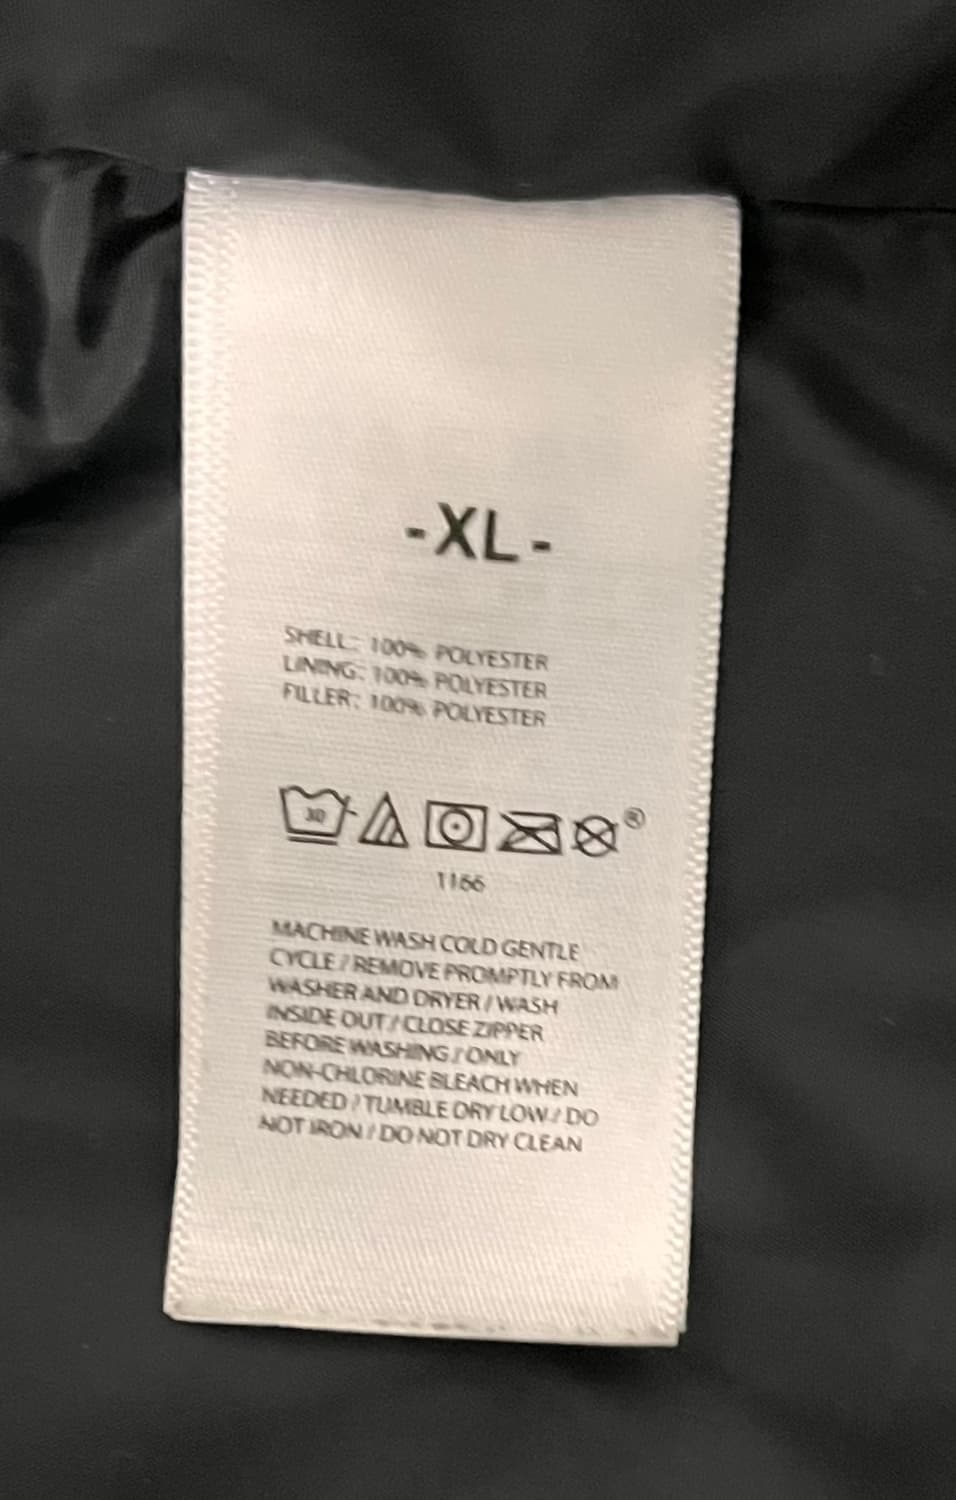 -XL-
SHELL: 100% POLYESTER
LINING: 100% POLYESTER
FILLER: 100% POLYESTER
30 ®
1166
MACHINE WASH COLD GENTLE
CYCLE / REMOVE PROMPTLY FROM
WASHER AND DRYER / WASH
INSIDE OUT / CLOSE ZIPPER
BEFORE WASHING / ONLY
NON-CHLORINE BLEACH WHEN
NEEDED / TUMBLE DRY LOW / DO
NOT IRON / DO NOT DRY CLEAN